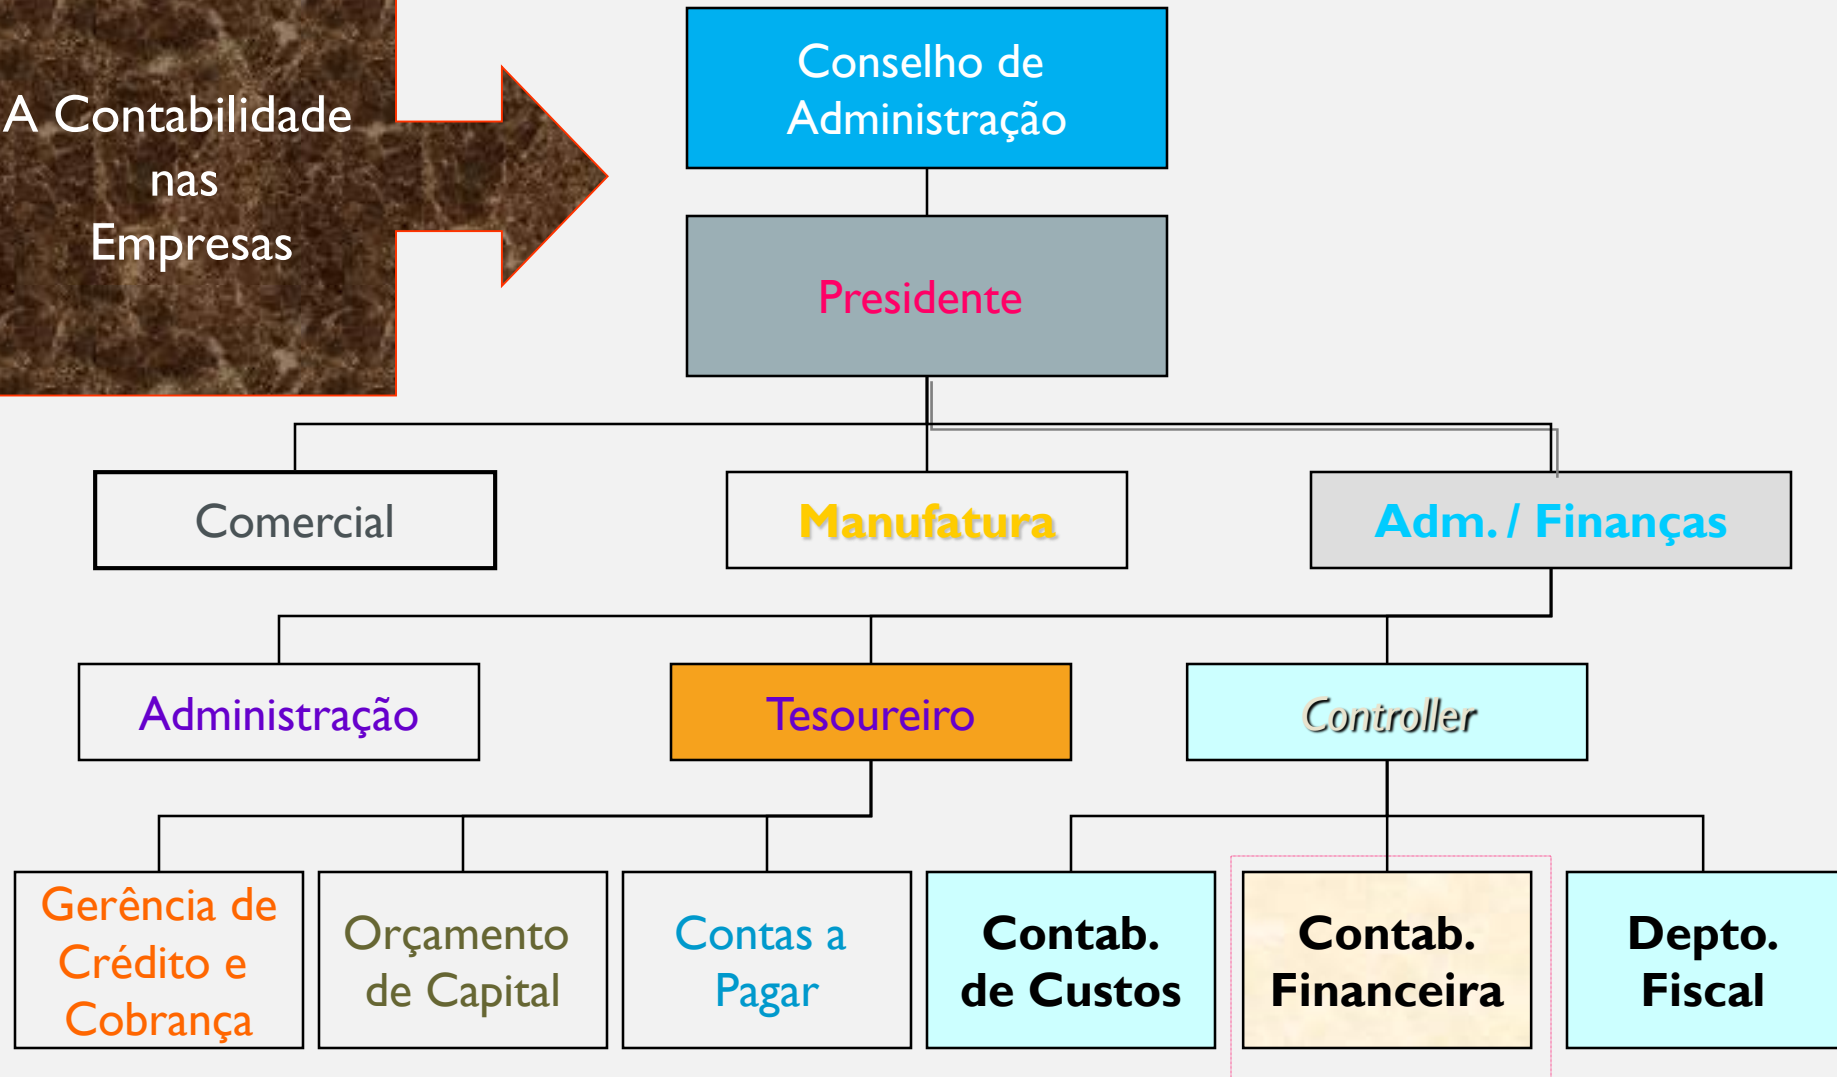 A Contabilidade
nas
Empresas
Conselho de
Administração
Presidente
Comercial
Manufatura
Adm. / Finanças
Administração
Tesoureiro
Controller
Gerência de
Crédito e
Cobrança
Orçamento
de Capital
Contas a
Pagar
Contab.
de Custos
Contab.
Financeira
Depto.
Fiscal